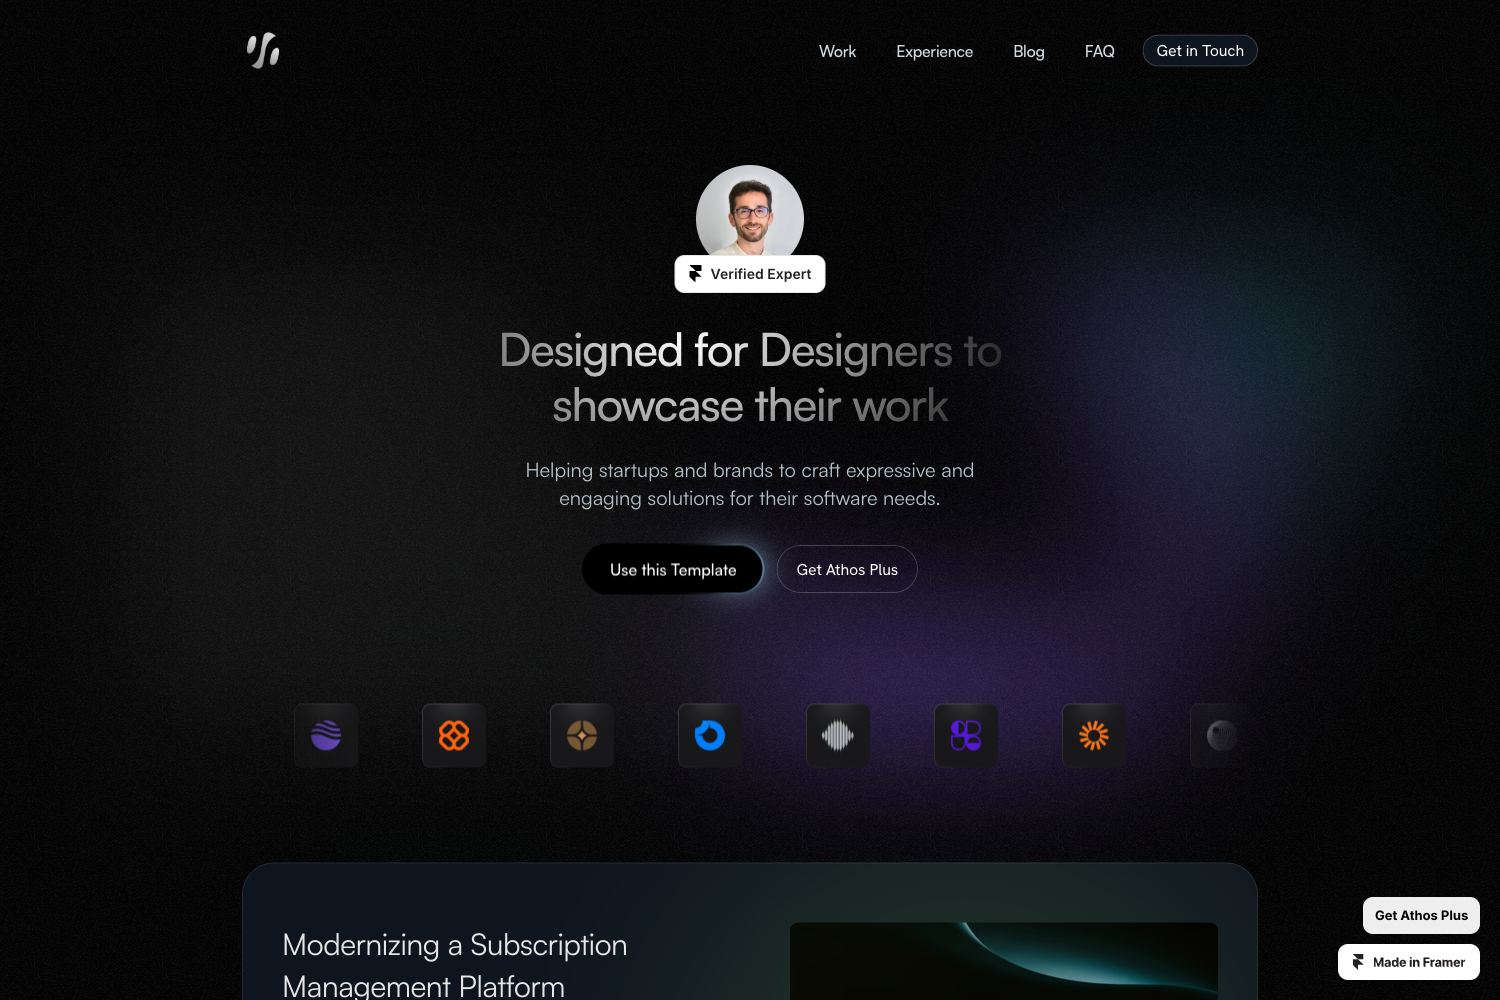 Work
Experience
Blog
FAQ
Get in Touch
Verified Expert
Designed for Designers to
showcase their work
Helping startups and brands to craft expressive and
engaging solutions for their software needs.
Use this Template
Get Athos Plus
Modernizing a Subscription
Management Platform
Get Athos Plus
Made in Framer